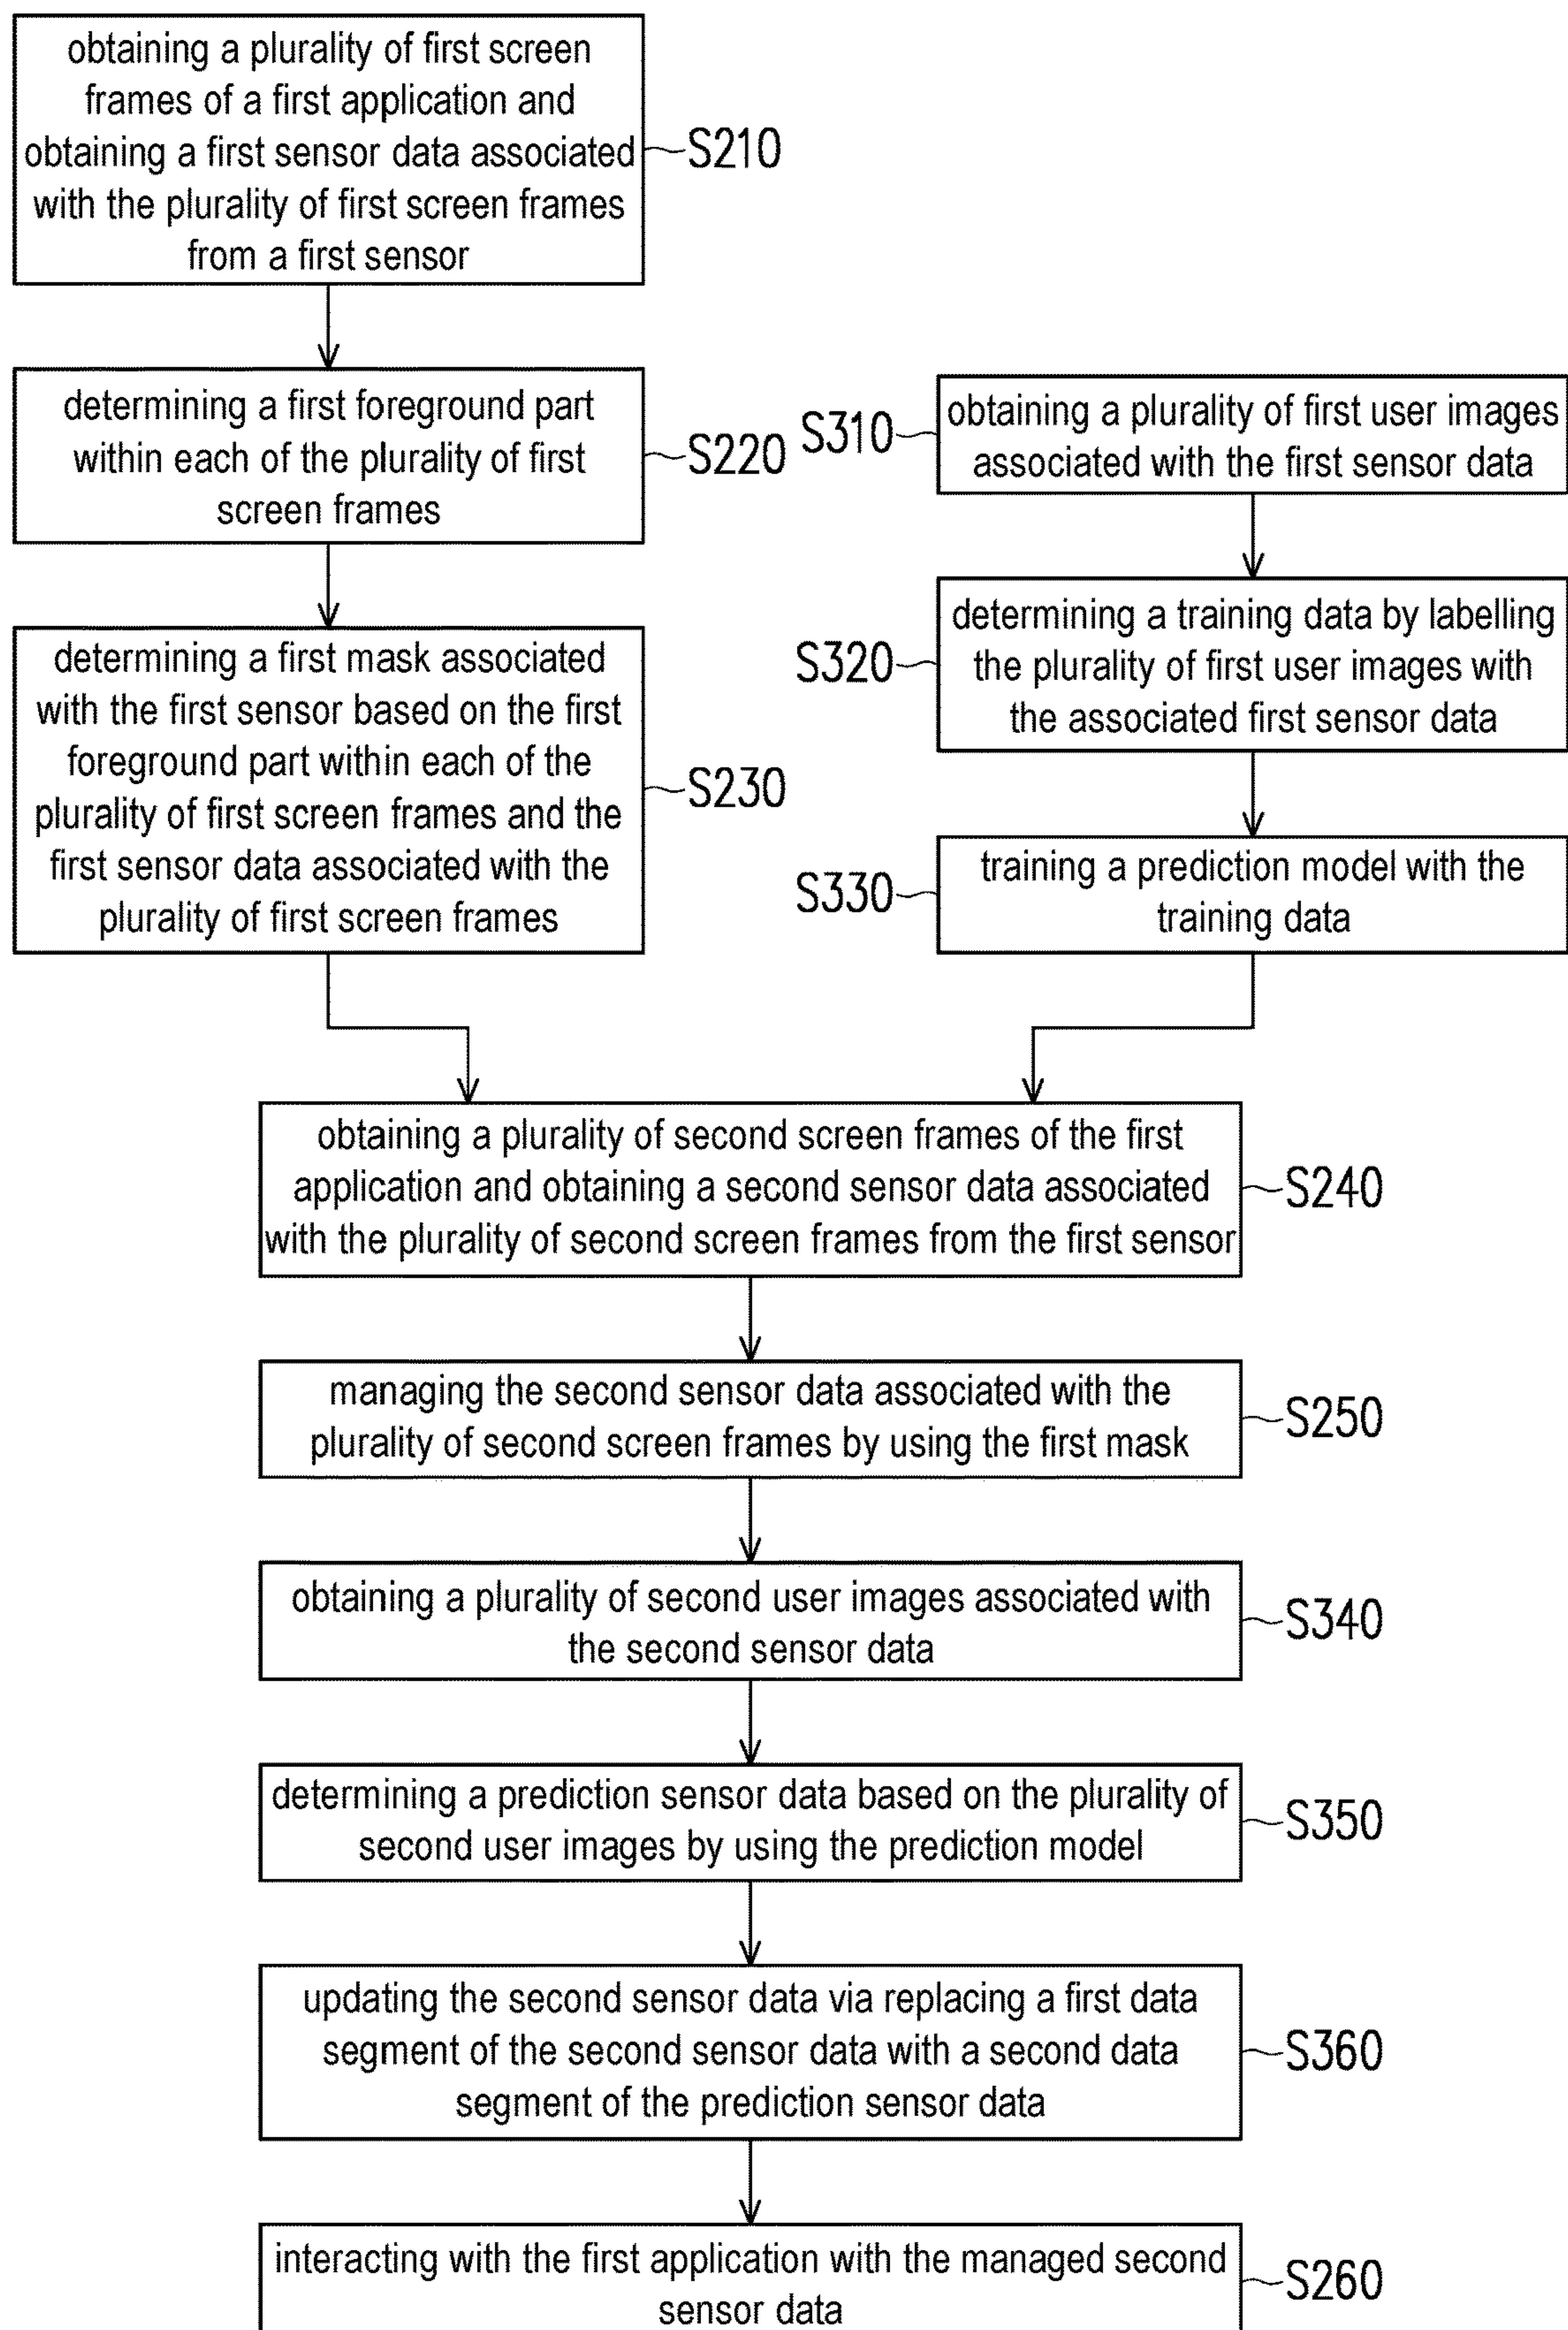 obtaining a plurality of first screen
frames of a first application and
obtaining a first sensor data associated
with the plurality of first screen frames
from a first sensor
S210
determining a first foreground part
within each of the plurality of first
screen frames
S220
determining a first mask associated
with the first sensor based on the first
foreground part within each of the
plurality of first screen frames and the
first sensor data associated with the
plurality of first screen frames
S230
S310
obtaining a plurality of first user images
associated with the first sensor data
S320
determining a training data by labelling
the plurality of first user images with
the associated first sensor data
S330
training a prediction model with the
training data
obtaining a plurality of second screen frames of the first
application and obtaining a second sensor data associated
with the plurality of second screen frames from the first sensor
S240
managing the second sensor data associated with the
plurality of second screen frames by using the first mask
S250
obtaining a plurality of second user images associated with
the second sensor data
S340
determining a prediction sensor data based on the plurality of
second user images by using the prediction model
S350
updating the second sensor data via replacing a first data
segment of the second sensor data with a second data
segment of the prediction sensor data
S360
interacting with the first application with the managed second
sensor data
S260